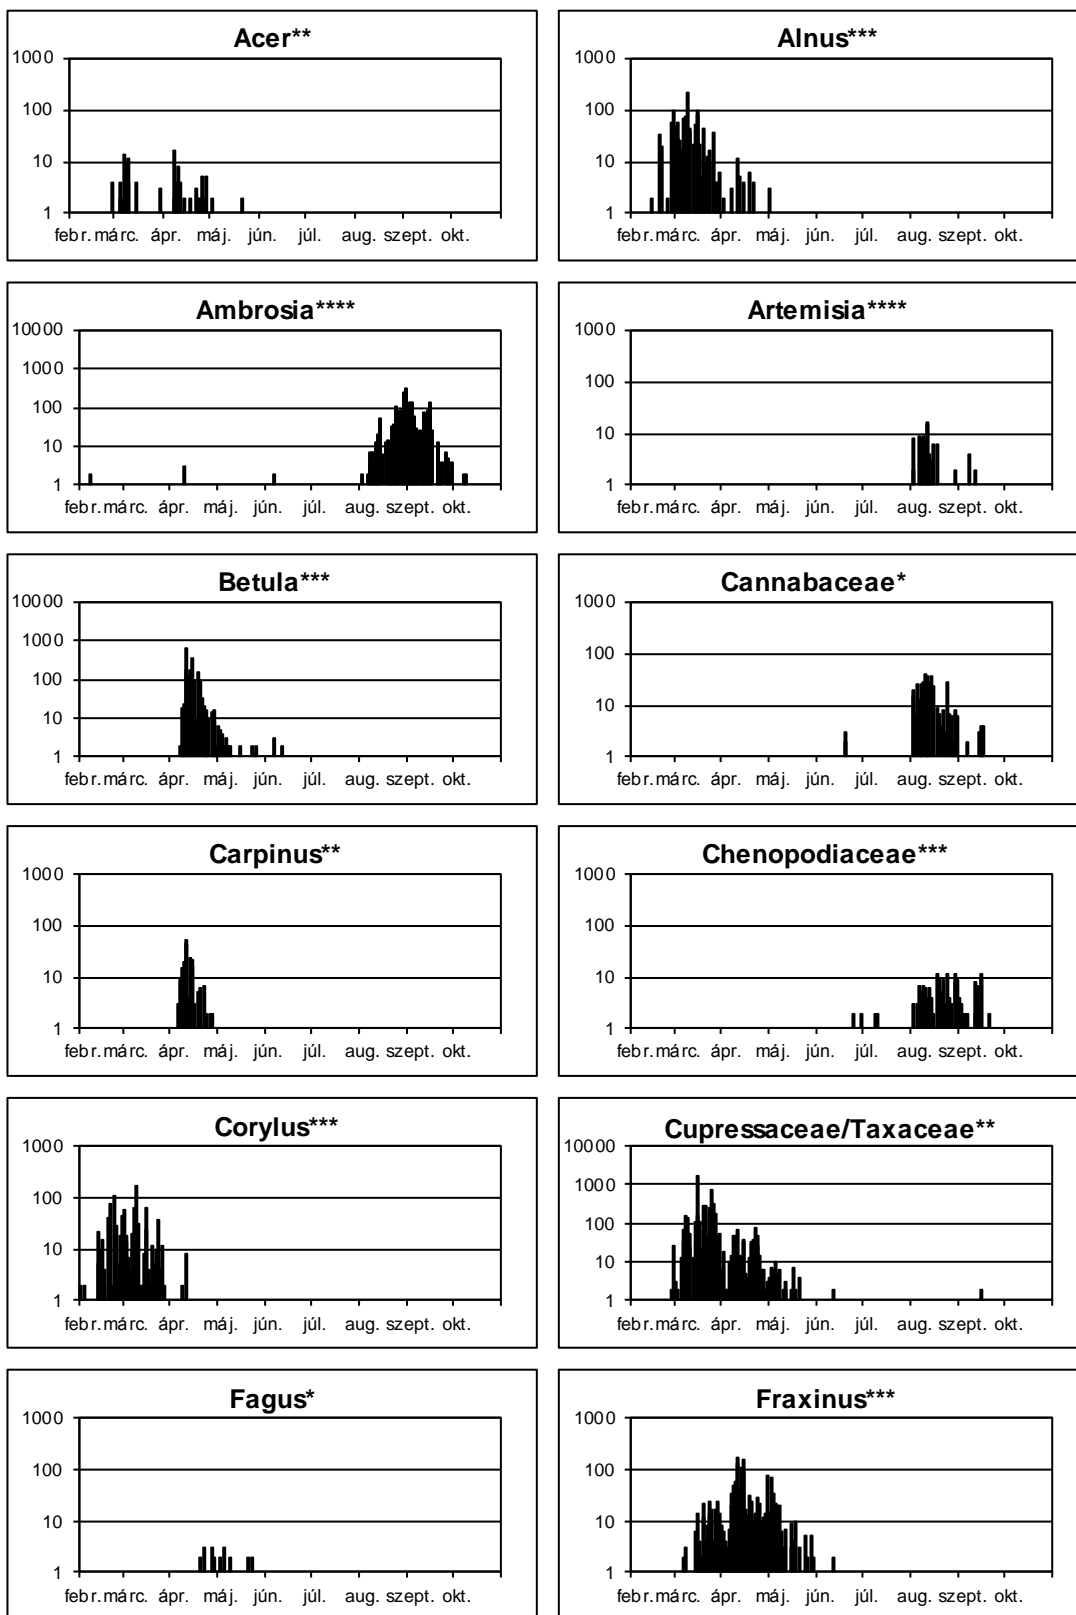 Acer**
1000
100
10
1
febr. márc. ápr. máj. jún. júl. aug. szept. okt.
Alnus***
1000
100
10
1
febr. márc. ápr. máj. jún. júl. aug. szept. okt.
Ambrosia****
10000
1000
100
10
1
febr. márc. ápr. máj. jún. júl. aug. szept. okt.
Artemisia****
1000
100
10
1
febr. márc. ápr. máj. jún. júl. aug. szept. okt.
Betula***
10000
1000
100
10
1
febr. márc. ápr. máj. jún. júl. aug. szept. okt.
Cannabaceae*
1000
100
10
1
febr. márc. ápr. máj. jún. júl. aug. szept. okt.
Carpinus**
1000
100
10
1
febr. márc. ápr. máj. jún. júl. aug. szept. okt.
Chenopodiaceae***
1000
100
10
1
febr. márc. ápr. máj. jún. júl. aug. szept. okt.
Corylus***
1000
100
10
1
febr. márc. ápr. máj. jún. júl. aug. szept. okt.
Cupressaceae/Taxaceae**
10000
1000
100
10
1
febr. márc. ápr. máj. jún. júl. aug. szept. okt.
Fagus*
1000
100
10
1
febr. márc. ápr. máj. jún. júl. aug. szept. okt.
Fraxinus***
1000
100
10
1
febr. márc. ápr. máj. jún. júl. aug. szept. okt.